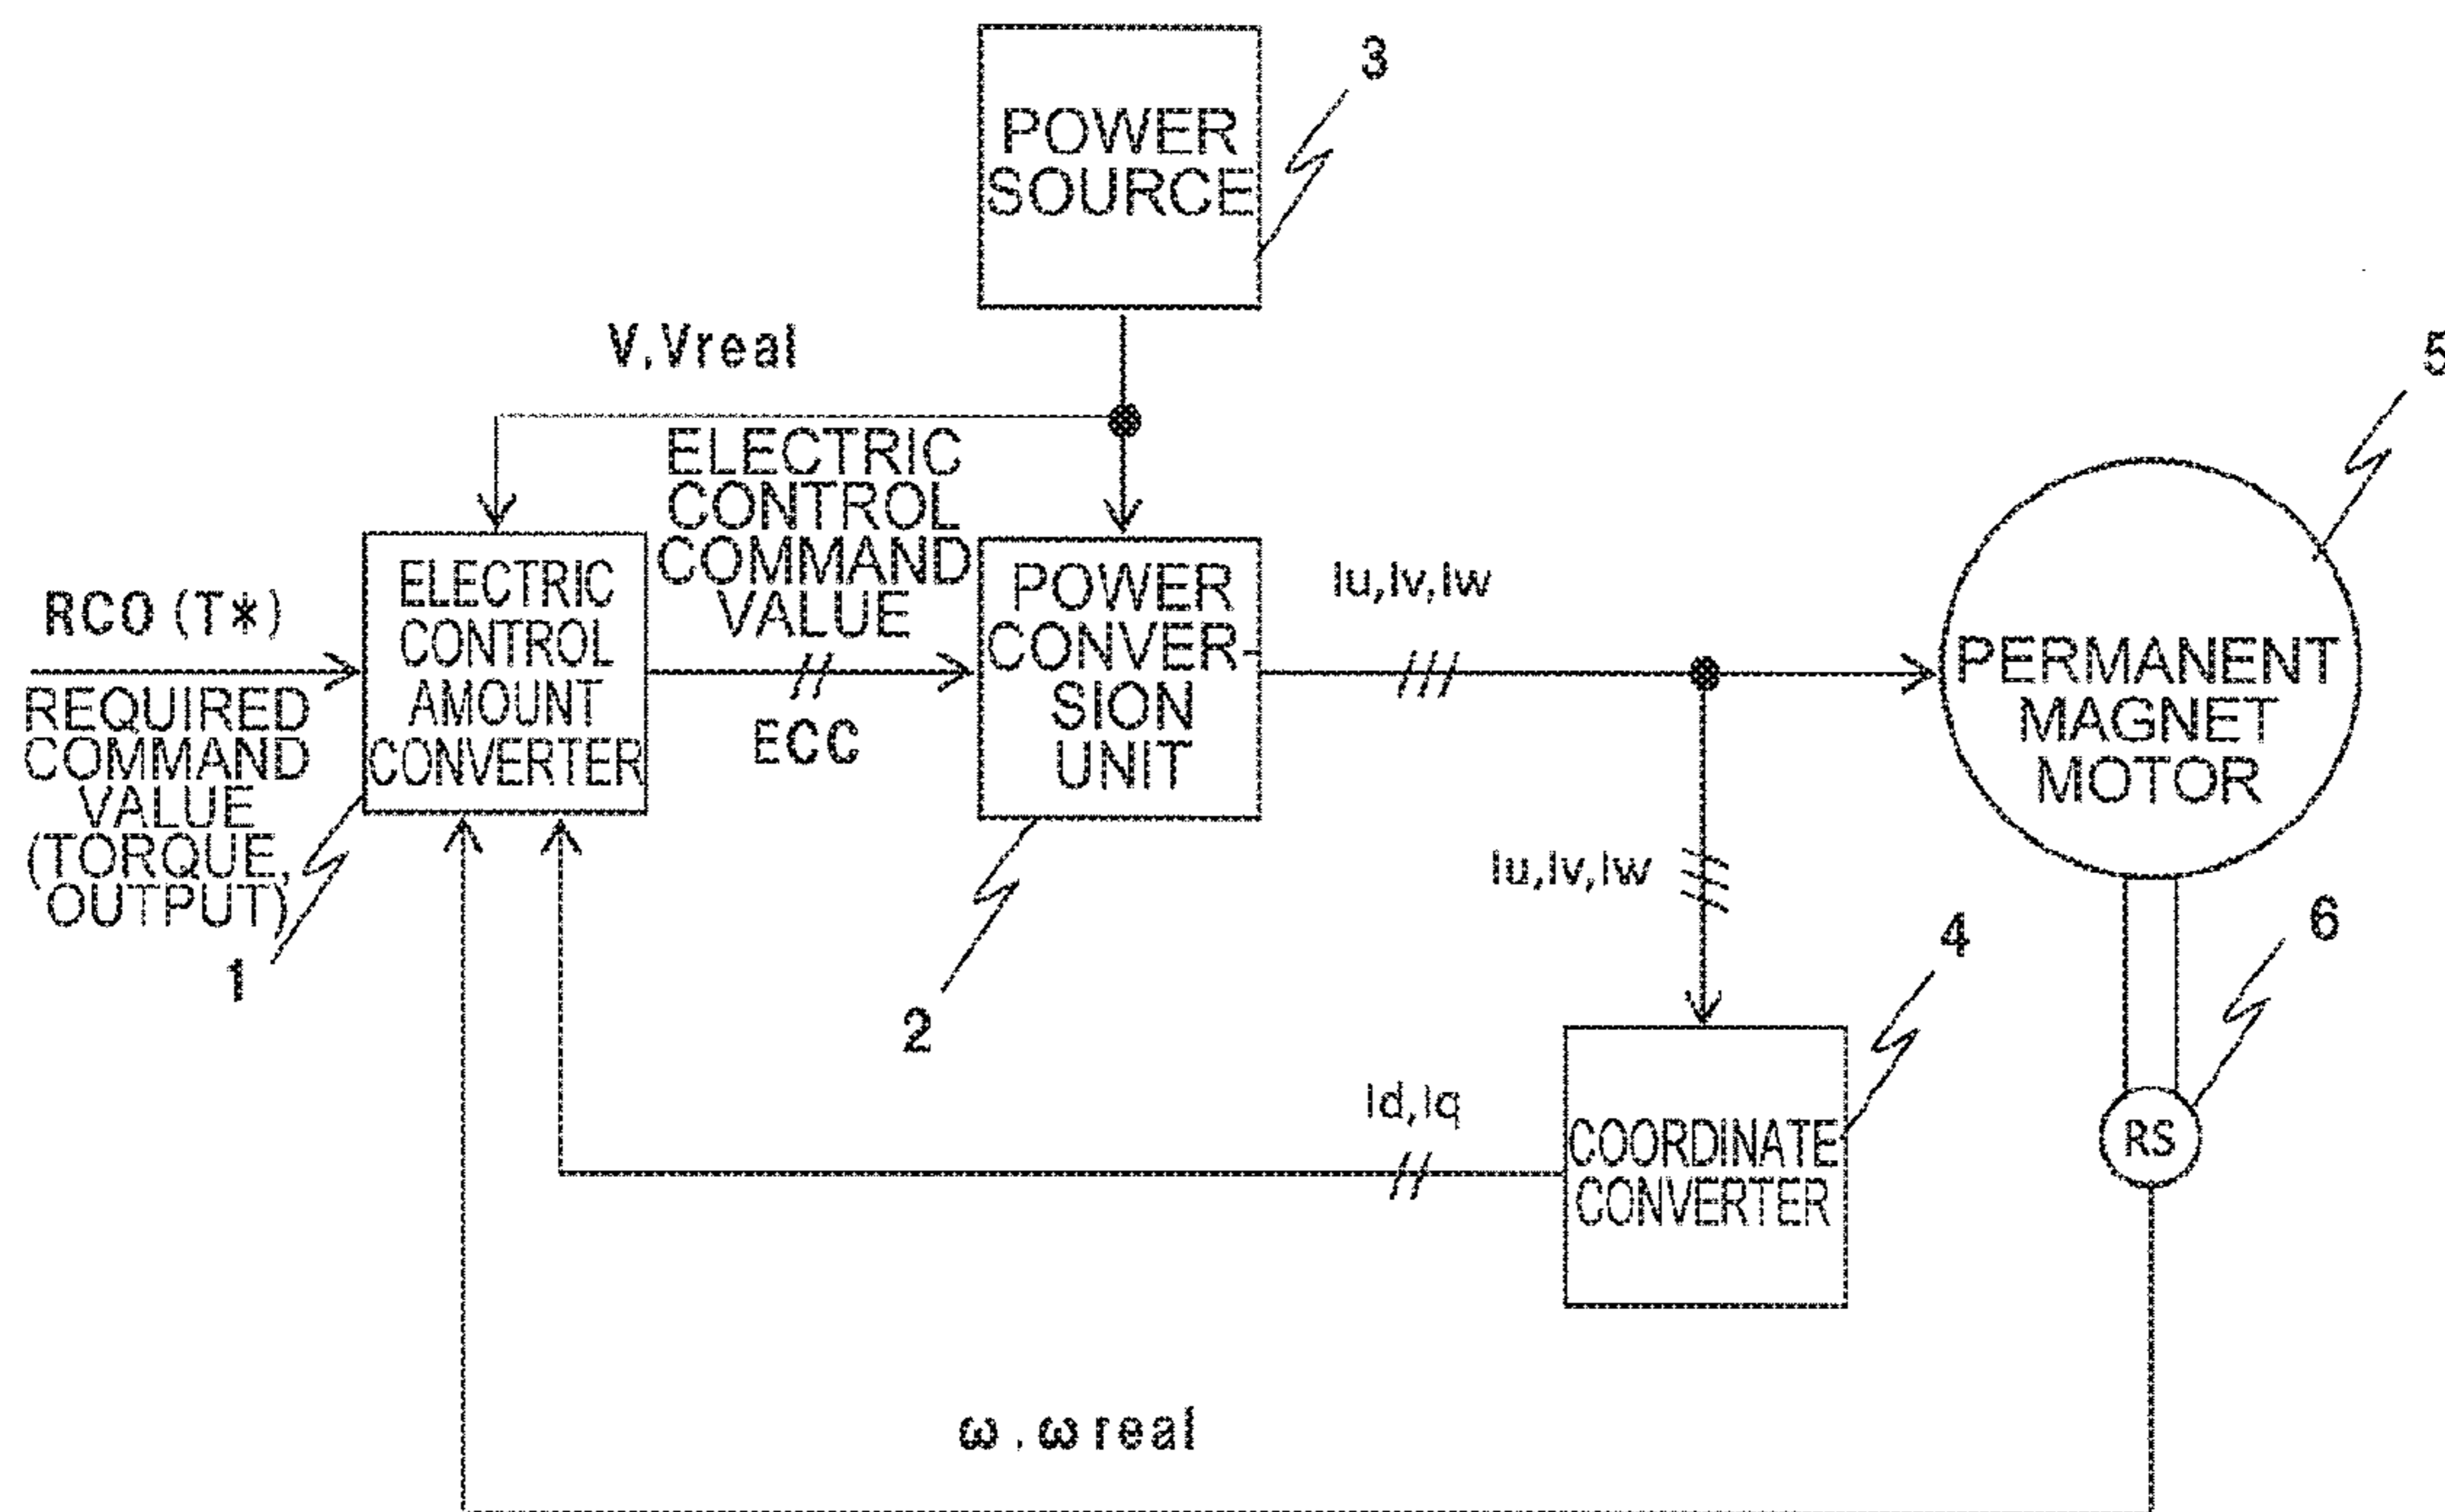 3
POWER
SOURCE
V,Vreal
5
ELECTRIC
CONTROL
COMMAND
VALUE
RCO (T*)
ELECTRIC
CONTROL
AMOUNT
CONVERTER
POWER
CONVER-
SION
UNIT
Iu,Iv,Iw
PERMANENT
MAGNET
MOTOR
REQUIRED
COMMAND
VALUE
(TORQUE,
OUTPUT)
ECC
1
2
Iu,Iv,Iw
4
6
Id,Iq
COORDINATE
CONVERTER
RS
ω, ω real